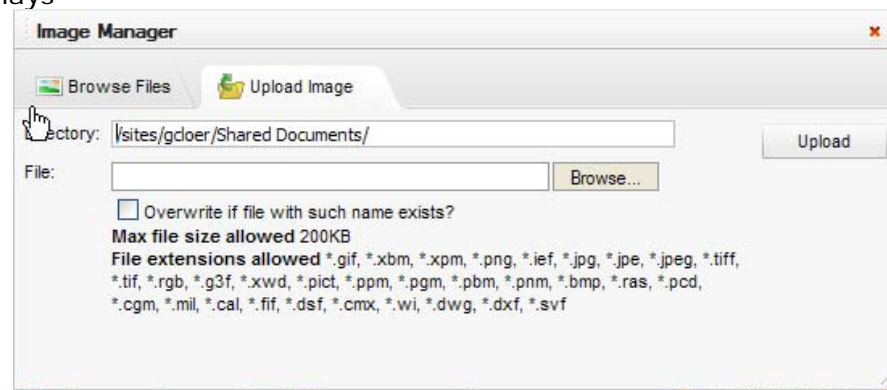 Image Manager
Browse Files
Upload Image
Directory: /sites/gcloer/Shared Documents/
Upload
File:
Browse...
Overwrite if file with such name exists?
Max file size allowed 200KB
File extensions allowed *.gif, *.xbm, *.xpm, *.png, *.ief, *.jpg, *.jpe, *.jpeg, *.tiff,
*.tif, *.rgb, *.g3f, *.xwd, *.pict, *.ppm, *.pgm, *.pbm, *.pnm, *.bmp, *.ras, *.pcd,
*.cgm, *.mil, *.cal, *.fif, *.dsf, *.cmx, *.wi, *.dwg, *.dxf, *.svf